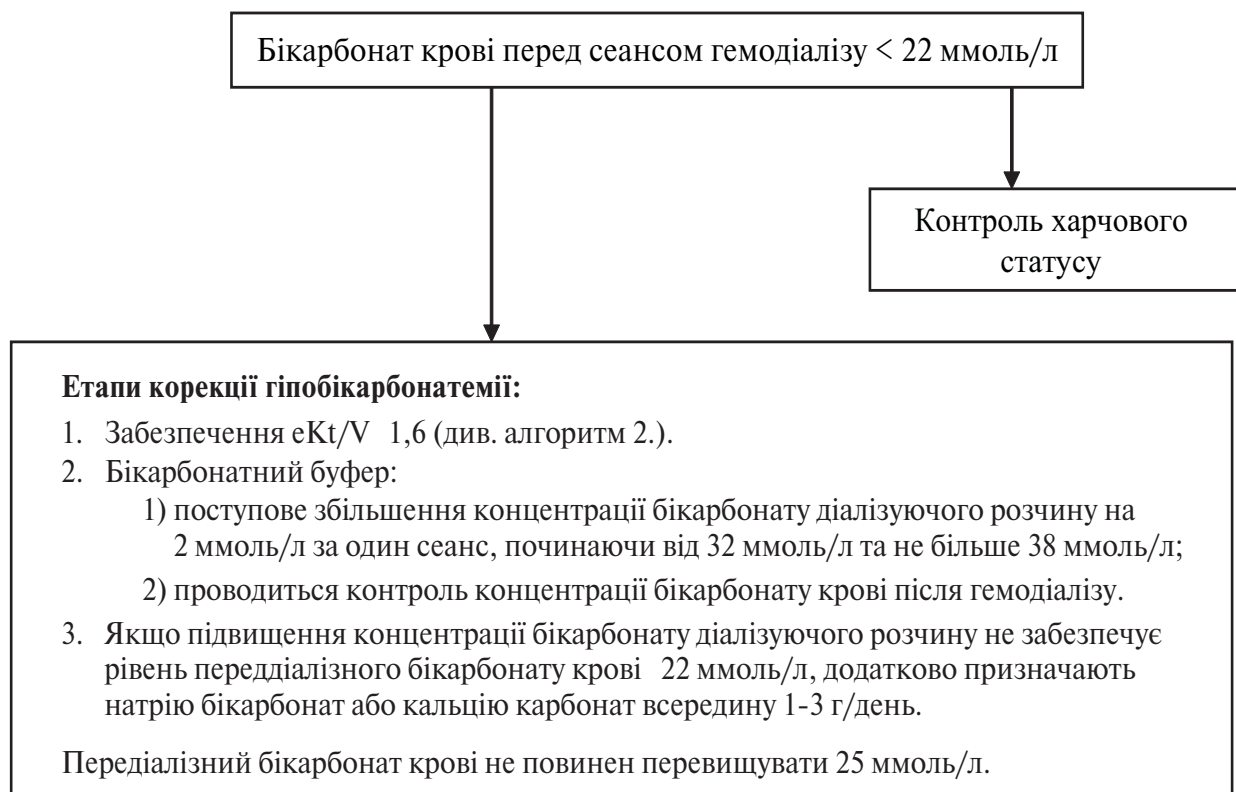 Бікарбонат крові перед сеансом гемодіалізу < 22 ммоль/л
Контроль харчового
статусу
Етапи корекції гіпобікарбонатемії:
1. Забезпечення eKt/V 1,6 (див. алгоритм 2.).
2. Бікарбонатний буфер:
1) поступове збільшення концентрації бікарбонату діалізуючого розчину на
2 ммоль/л за один сеанс, починаючи від 32 ммоль/л та не більше 38 ммоль/л;
2) проводиться контроль концентрації бікарбонату крові після гемодіалізу.
3. Якщо підвищення концентрації бікарбонату діалізуючого розчину не забезпечує
рівень переддіалізного бікарбонату крові 22 ммоль/л, додатково призначають
натрію бікарбонат або кальцію карбонат всередину 1-3 г/день.
Передіалізний бікарбонат крові не повинен перевищувати 25 ммоль/л.